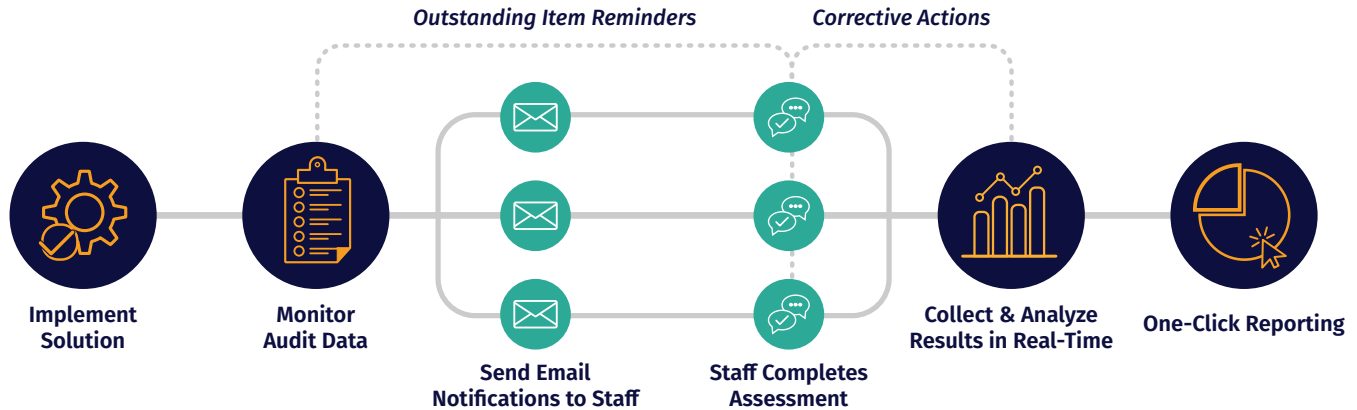 Outstanding Item Reminders
Corrective Actions
Implement
Solution
Monitor
Audit Data
Send Email
Notifications to Staff
Staff Completes
Assessment
Collect & Analyze
Results in Real-Time
One-Click Reporting